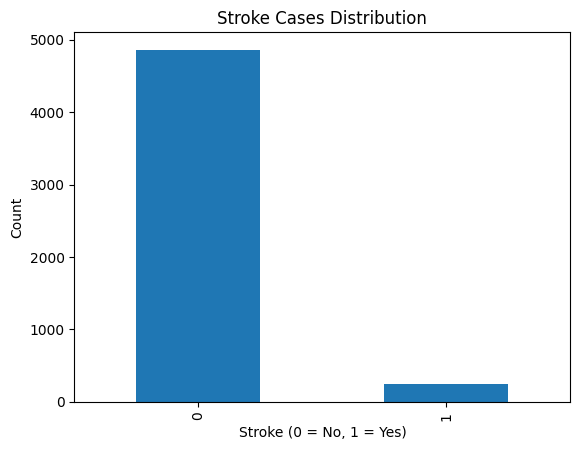 Stroke Cases Distribution
5000
4000
3000
2000
1000
0
Count
0
1
Stroke (0 = No, 1 = Yes)